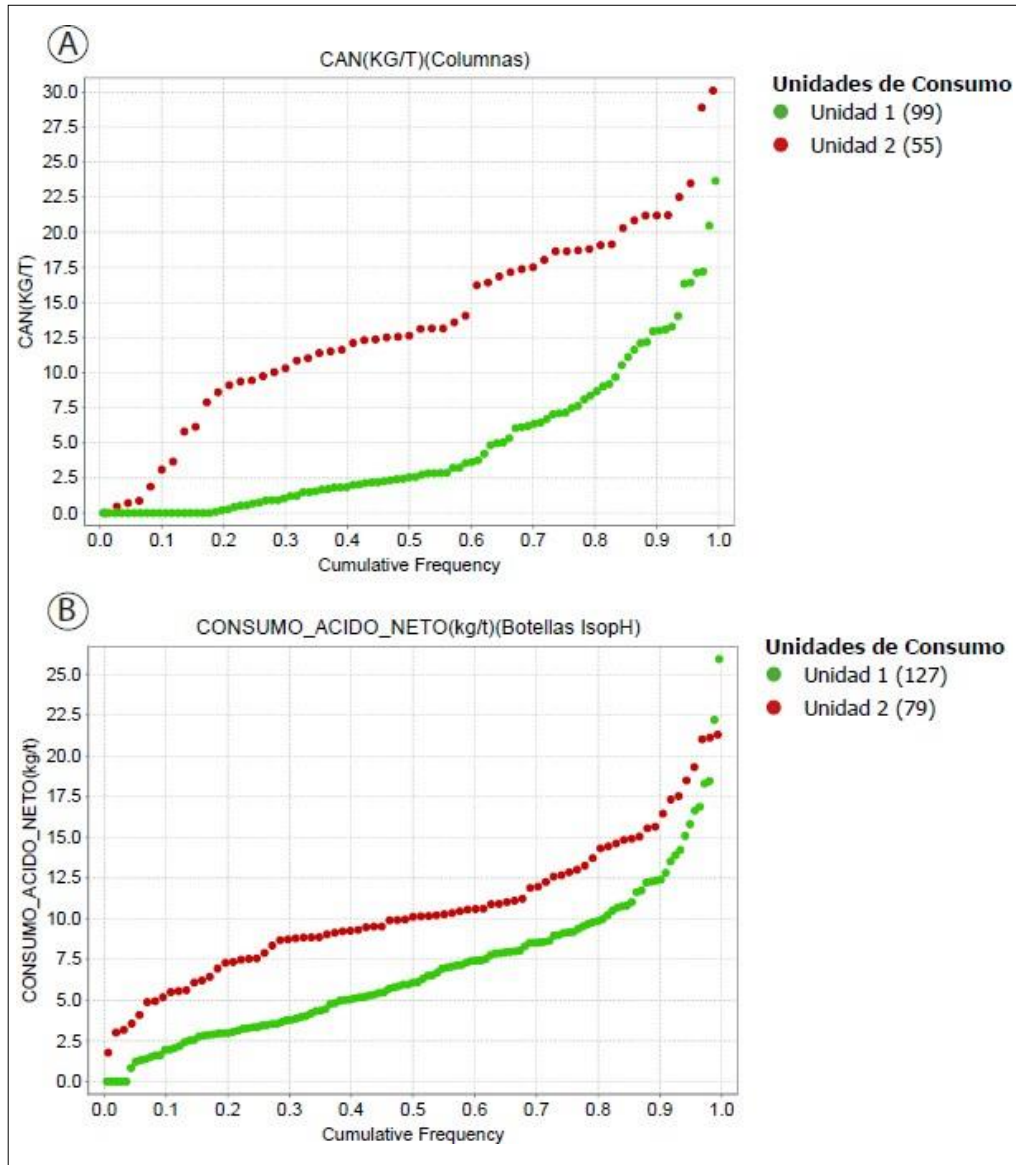 A
CAN(KG/T)(Columnas)
Unidades de Consumo
Unidad 1 (99)
Unidad 2 (55)
CAN(KG/T)
30.0
27.5
25.0
22.5
20.0
17.5
15.0
12.5
10.0
7.5
5.0
2.5
0.0
0.0 0.1 0.2 0.3 0.4 0.5 0.6 0.7 0.8 0.9 1.0
Cumulative Frequency
B
CONSUMO_ACIDO_NETO(kg/t)(Botellas IsopH)
Unidades de Consumo
Unidad 1 (127)
Unidad 2 (79)
CONSUMO_ACIDO_NETO(kg/t)
25.0
22.5
20.0
17.5
15.0
12.5
10.0
7.5
5.0
2.5
0.0
0.0 0.1 0.2 0.3 0.4 0.5 0.6 0.7 0.8 0.9 1.0
Cumulative Frequency